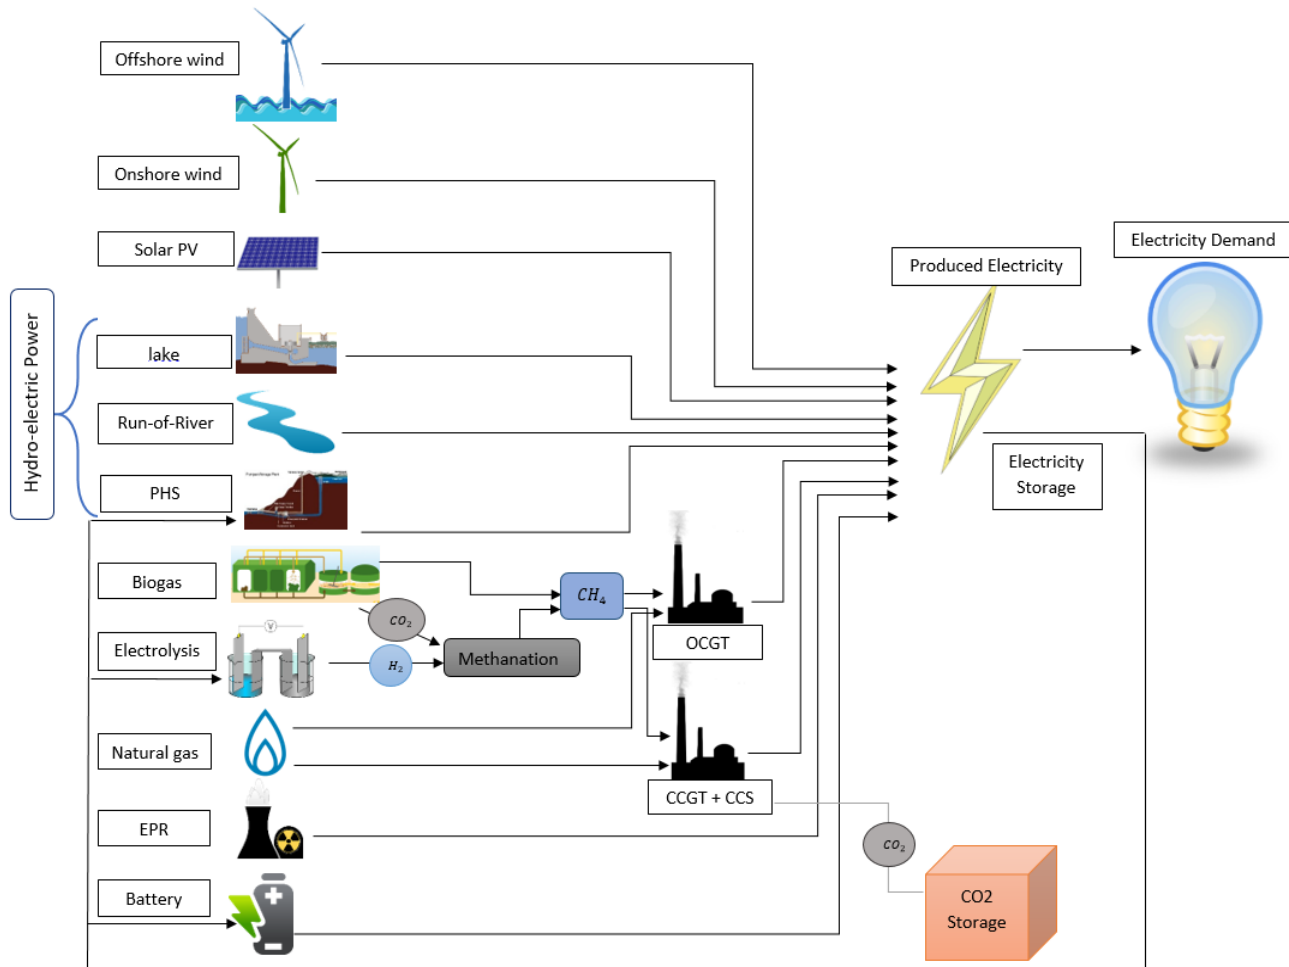 Offshore wind
Onshore wind
Solar PV
Hydro-electric Power
lake
Run-of-River
PHS
Biogas
Electrolysis
V
Natural gas
EPR
Battery
CO₂
H₂
Methanation
CH₄
OCGT
CCGT + CCS
CO₂
CO2
Storage
Produced Electricity
Electricity
Storage
Electricity Demand